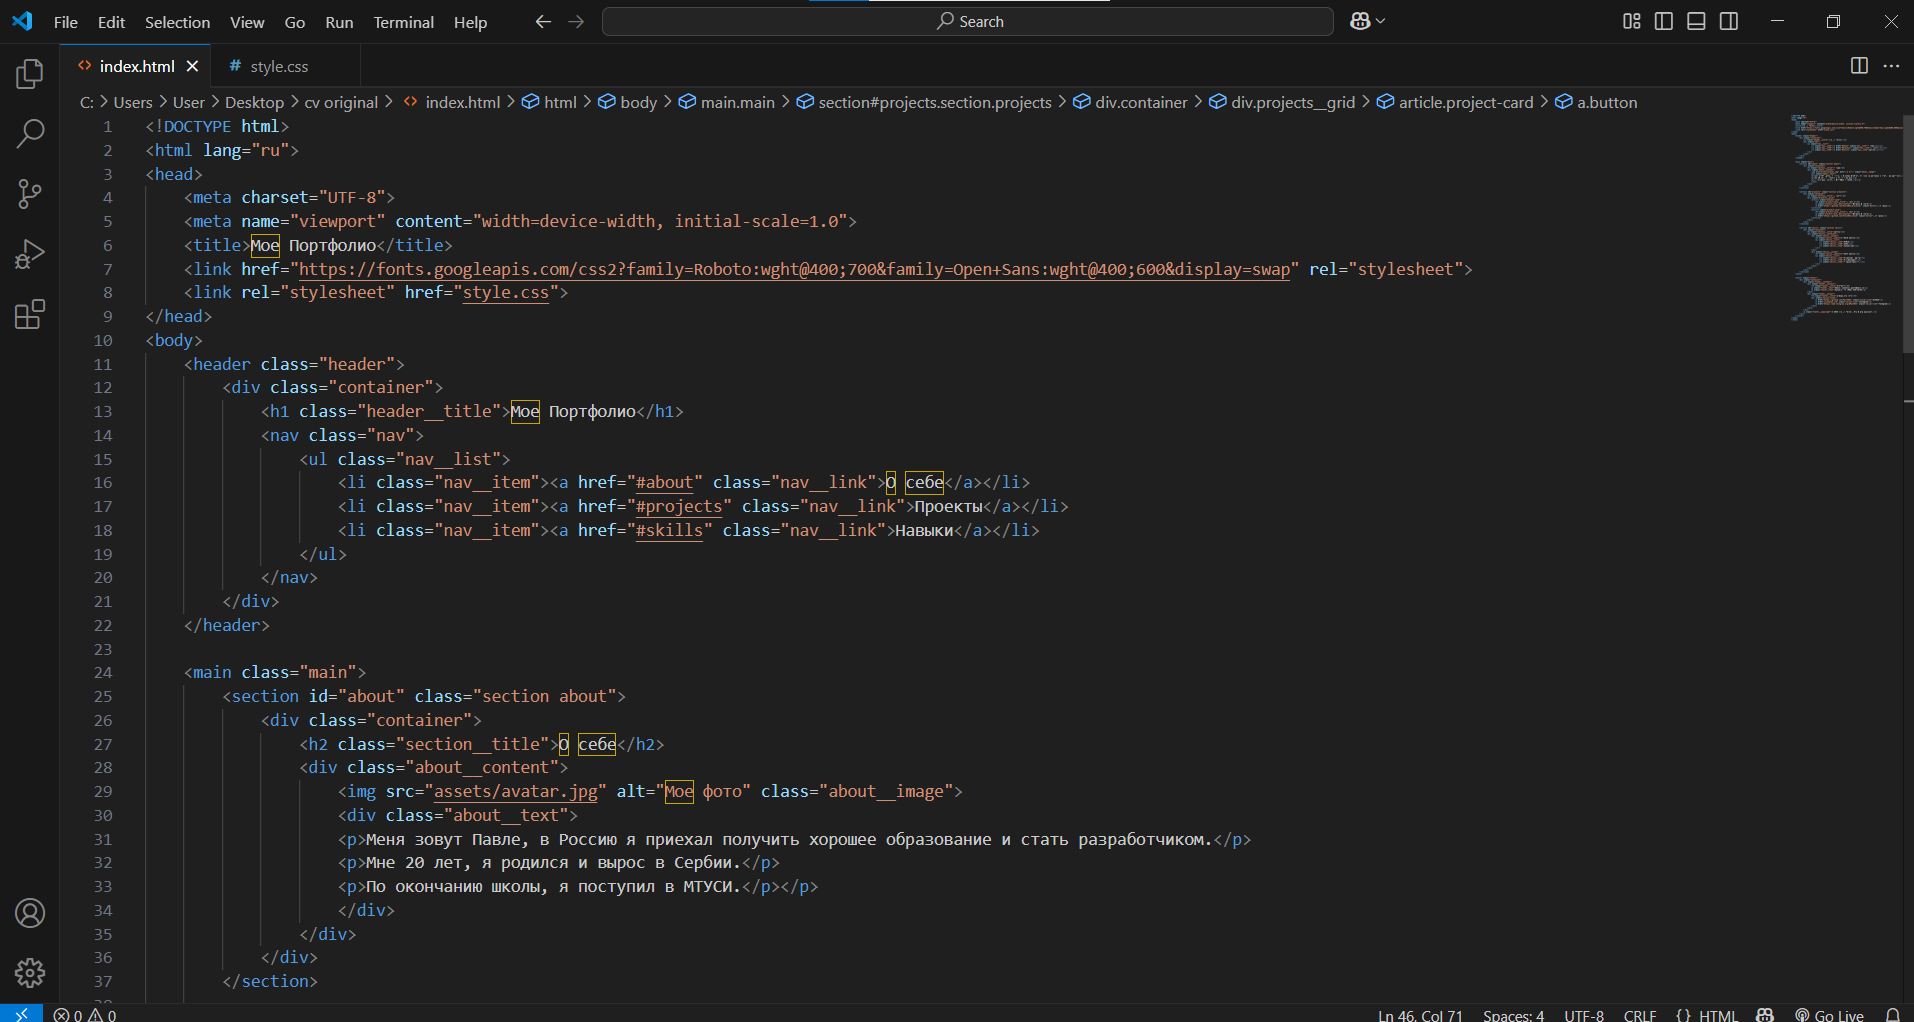 File Edit Selection View Go Run Terminal Help
Search
index.html
# style.css
C: > Users > User > Desktop > cv original > index.html > html > body > main.main > section#projects.section.projects > div.container > div.projects__grid > article.project-card > a.button
1 <!DOCTYPE html>
2 <html lang="ru">
3 <head>
4 <meta charset="UTF-8">
5 <meta name="viewport" content="width=device-width, initial-scale=1.0">
6 <title>Мое Портфолио</title>
7 <link href="https://fonts.googleapis.com/css2?family=Roboto:wght@400;700&family=Open+Sans:wght@400;600&display=swap" rel="stylesheet">
8 <link rel="stylesheet" href="style.css">
9 </head>
10 <body>
11 <header class="header">
12 <div class="container">
13 <h1 class="header__title">Мое Портфолио</h1>
14 <nav class="nav">
15 <ul class="nav__list">
16 <li class="nav__item"><a href="#about" class="nav__link">О себе</a></li>
17 <li class="nav__item"><a href="#projects" class="nav__link">Проекты</a></li>
18 <li class="nav__item"><a href="#skills" class="nav__link">Навыки</a></li>
19 </ul>
20 </nav>
21 </div>
22 </header>
23
24 <main class="main">
25 <section id="about" class="section about">
26 <div class="container">
27 <h2 class="section__title">О себе</h2>
28 <div class="about__content">
29 <img src="assets/avatar.jpg" alt="Мое фото" class="about__image">
30 <div class="about__text">
31 <p>Меня зовут Павле, в Россию я приехал получить хорошее образование и стать разработчиком.</p>
32 <p>Мне 20 лет, я родился и вырос в Сербии.</p>
33 <p>По окончанию школы, я поступил в МТУСИ.</p></p>
34 </div>
35 </div>
36 </div>
37 </section>
0 0
Ln 46, Col 71 Spaces: 4 UTF-8 CRLF {} HTML Go Live